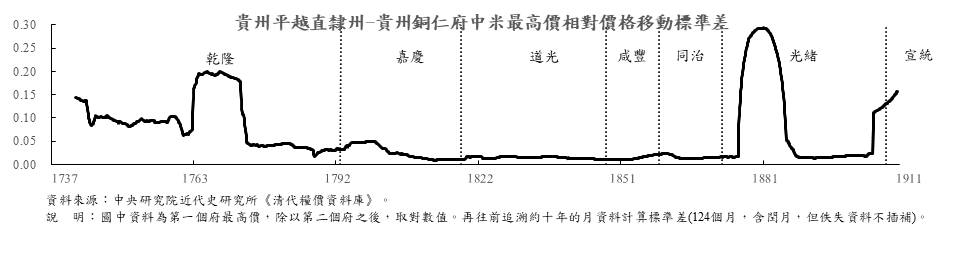 貴州平越直隸州-貴州銅仁府中米最高價相對價格移動標準差
0.30
0.25
0.20
0.15
0.10
0.05
0.00
乾隆 嘉慶 道光 咸豐 同治 光緒 宣統
1737 1763 1792 1822 1851 1881 1911
資料來源：中央研究院近代史研究所《清代糧價資料庫》。
說　明：圖中資料為第一個府最高價，除以第二個府之後，取對數值。再往前追溯約十年的月資料計算標準差(124個月，含閏月，但佚失資料不插補)。